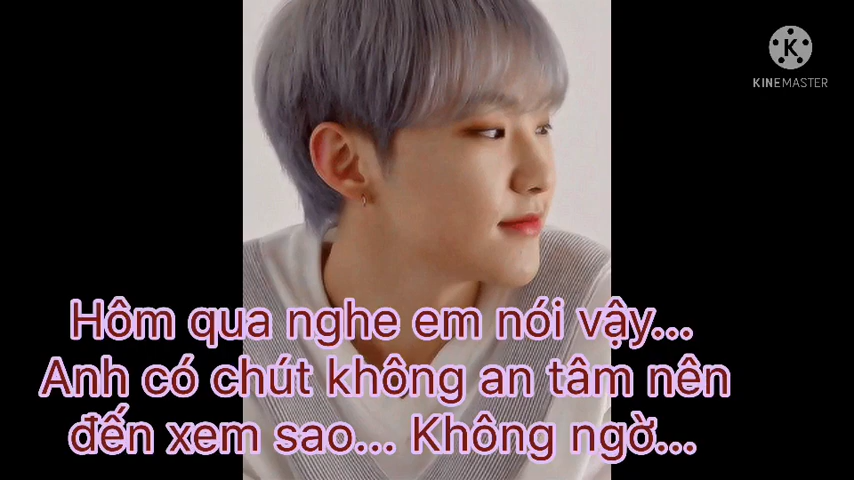 KINEMASTER
Hôm qua nghe em nói vậy...
Anh có chút không an tâm nên
đến xem sao... Không ngờ...